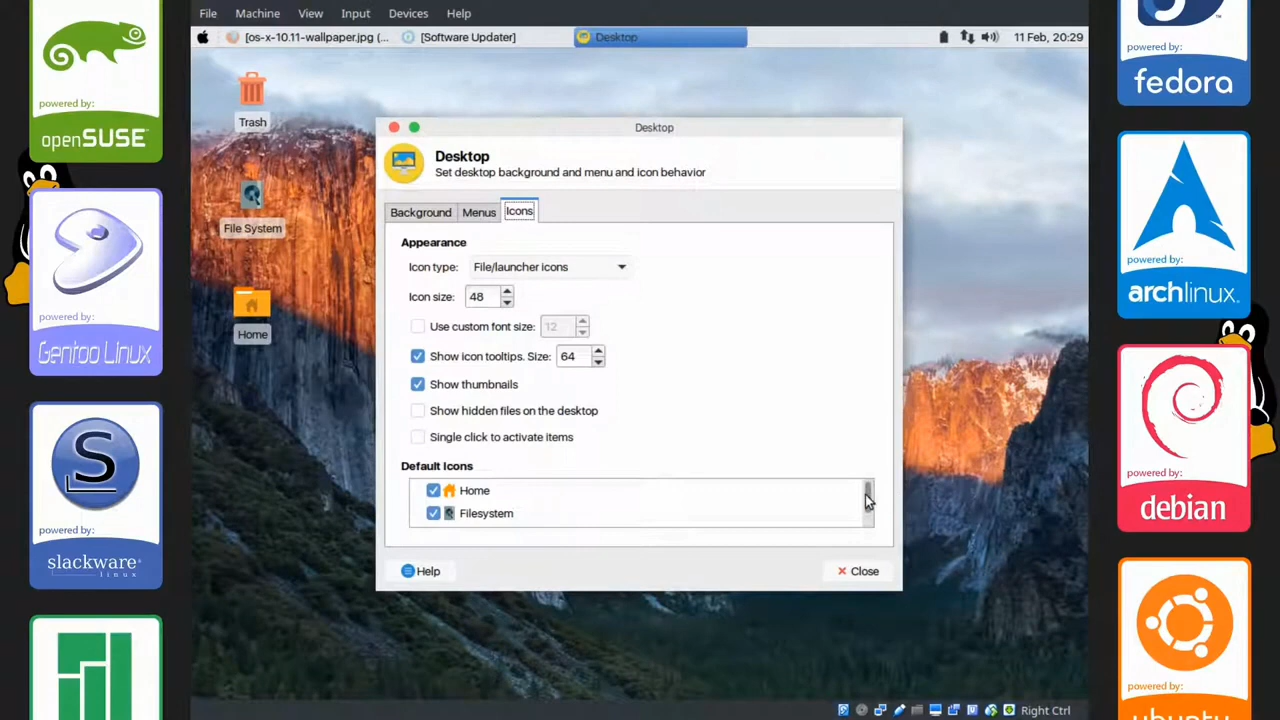 File Machine View Input Devices Help
[os-x-10.11-wallpaper.jpg (... [Software Updater] Desktop 11 Feb, 20:29
powered by:
openSUSE
powered by:
Gentoo Linux
powered by:
slackware
linux
Trash
File System
Home
Desktop
Desktop
Set desktop background and menu and icon behavior
Background Menus Icons
Appearance
Icon type: File/launcher icons
Icon size: 48
Use custom font size: 12
Show icon tooltips. Size: 64
Show thumbnails
Show hidden files on the desktop
Single click to activate items
Default Icons
Home
Filesystem
Help Close
Right Ctrl
powered by:
fedora
powered by:
archlinux
powered by:
debian
powered by:
ubuntu